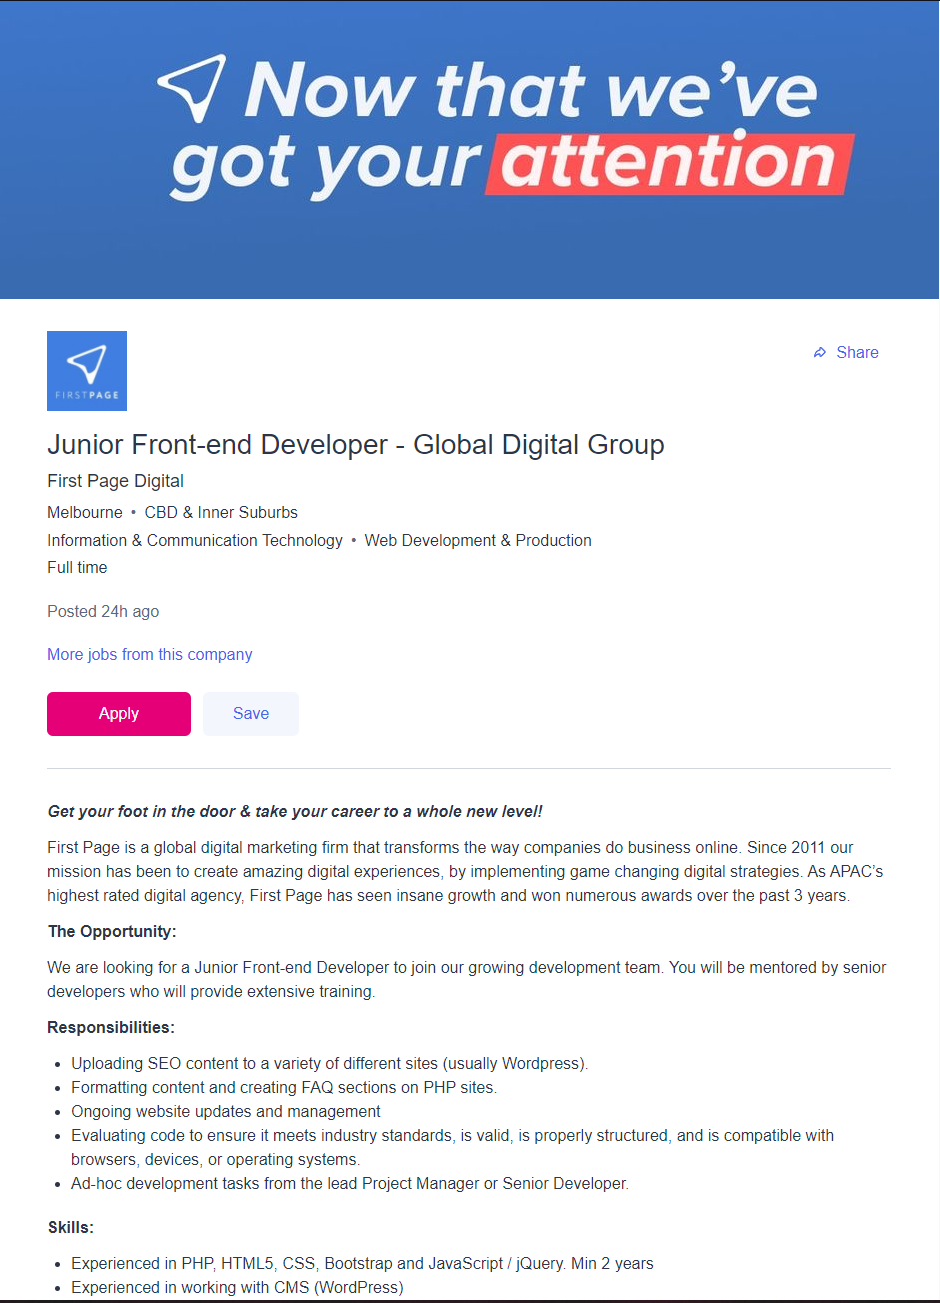 Now that we've
got your attention
FIRSTPAGE
Share
Junior Front-end Developer - Global Digital Group
First Page Digital
Melbourne • CBD & Inner Suburbs
Information & Communication Technology • Web Development & Production
Full time
Posted 24h ago
More jobs from this company
Apply
Save
Get your foot in the door & take your career to a whole new level!
First Page is a global digital marketing firm that transforms the way companies do business online. Since 2011 our
mission has been to create amazing digital experiences, by implementing game changing digital strategies. As APAC's
highest rated digital agency, First Page has seen insane growth and won numerous awards over the past 3 years.
The Opportunity:
We are looking for a Junior Front-end Developer to join our growing development team. You will be mentored by senior
developers who will provide extensive training.
Responsibilities:
• Uploading SEO content to a variety of different sites (usually Wordpress).
• Formatting content and creating FAQ sections on PHP sites.
• Ongoing website updates and management
• Evaluating code to ensure it meets industry standards, is valid, is properly structured, and is compatible with
browsers, devices, or operating systems.
• Ad-hoc development tasks from the lead Project Manager or Senior Developer.
Skills:
• Experienced in PHP, HTML5, CSS, Bootstrap and JavaScript / jQuery. Min 2 years
• Experienced in working with CMS (WordPress)